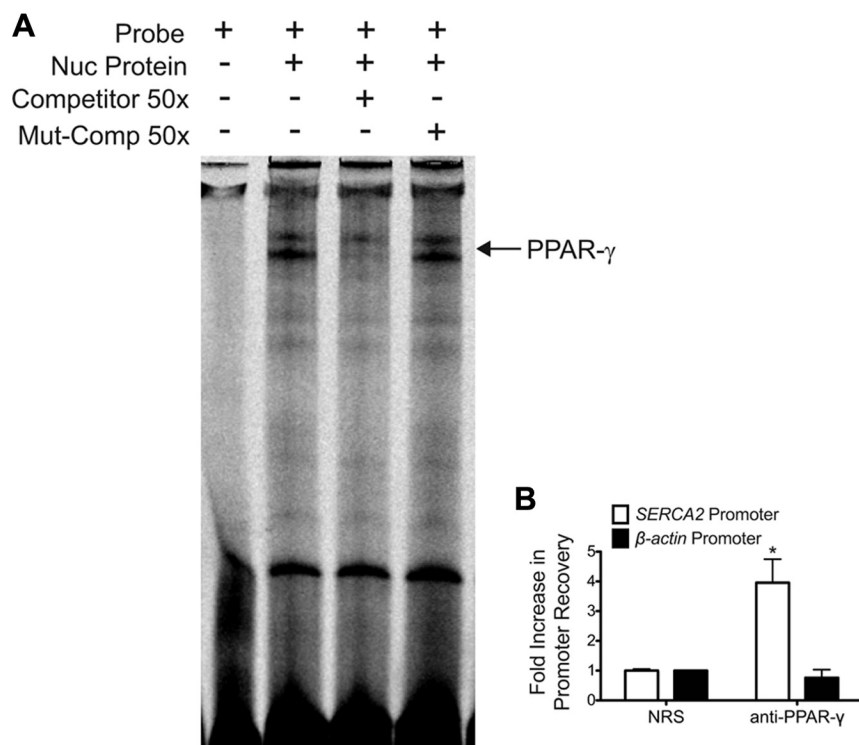 A
Probe + + + +
Nuc Protein - + + +
Competitor 50x - - + -
Mut-Comp 50x - - - +
PPAR-γ
B
SERCA2 Promoter
β-actin Promoter
*
Fold Increase in
Promoter Recovery
5
4
3
2
1
0
NRS anti-PPAR-γ